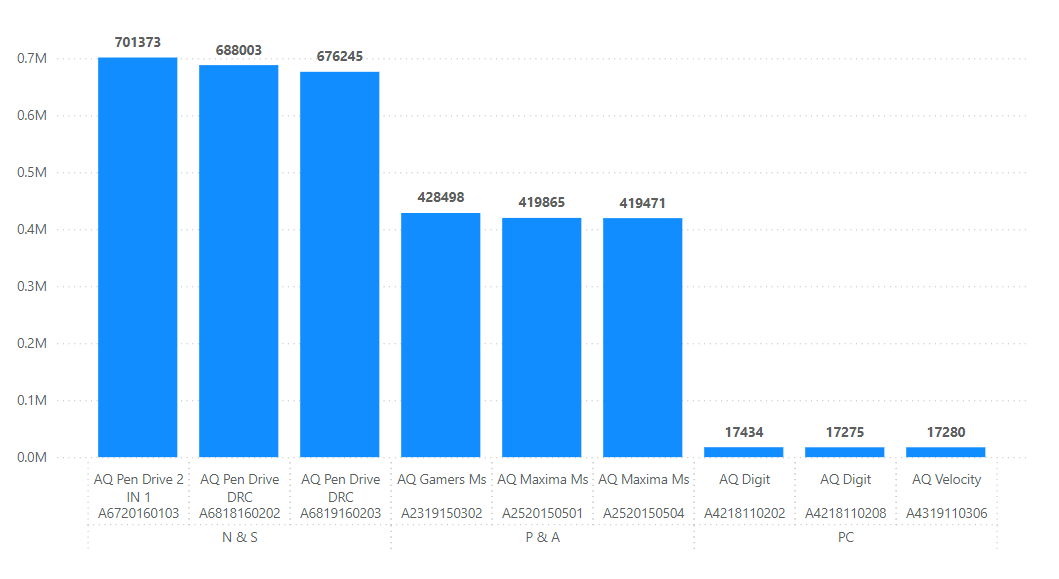 701373
688003
676245
428498
419865
419471
17434
17275
17280
0.7M
0.6M
0.5M
0.4M
0.3M
0.2M
0.1M
0.0M
AQ Pen Drive 2
IN 1
A6720160103
AQ Pen Drive
DRC
A6818160202
AQ Pen Drive
DRC
A6819160203
AQ Gamers Ms
A2319150302
AQ Maxima Ms
A2520150501
AQ Maxima Ms
A2520150504
AQ Digit
A4218110202
AQ Digit
A4218110208
AQ Velocity
A4319110306
N & S
P & A
PC